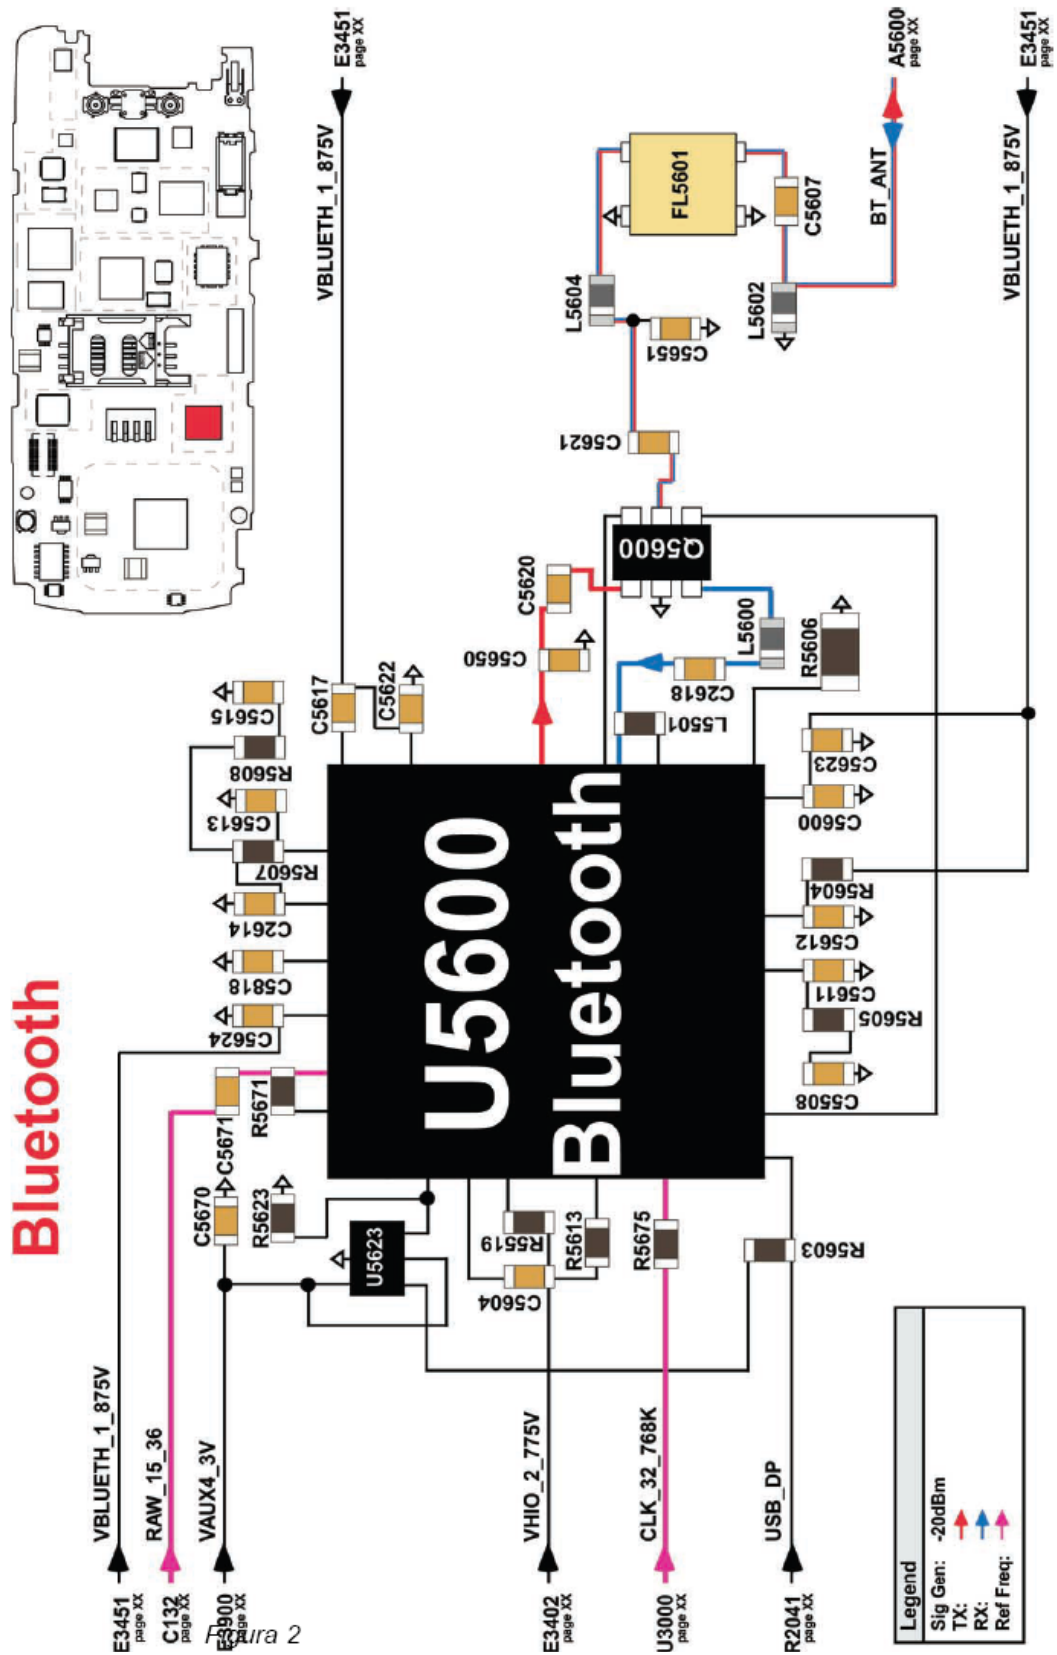 Bluetooth
E3451
page XX
VBLUETH_1_875V
A5600
page XX
BT_ANT
E3451
page XX
VBLUETH_1_875V
FL5601
C5607
L5604
L5602
C5651
C5621
Q5600
C5620
C5650
L5600
C2618
L5501
R5606
C5615
R5608
C5613
R5607
C2614
C5818
C5624
C5617
C5622
C5623
C5600
R5604
C5612
C5611
R5605
C5508
U5600
Bluetooth
C5671
R5671
C5670
R5623
U5623
R5519
C5604
R5613
R5675
R5603
VBLUETH_1_875V
E3451
page XX
RAW_15_36
C132
page XX
VAUX4_3V
page XX
VHIO_2_775V
E3402
page XX
CLK_32_768K
U3000
page XX
USB_DP
R2041
page XX
Legend
Sig Gen: -20dBm
TX:
RX:
Ref Freq:
Figura 2